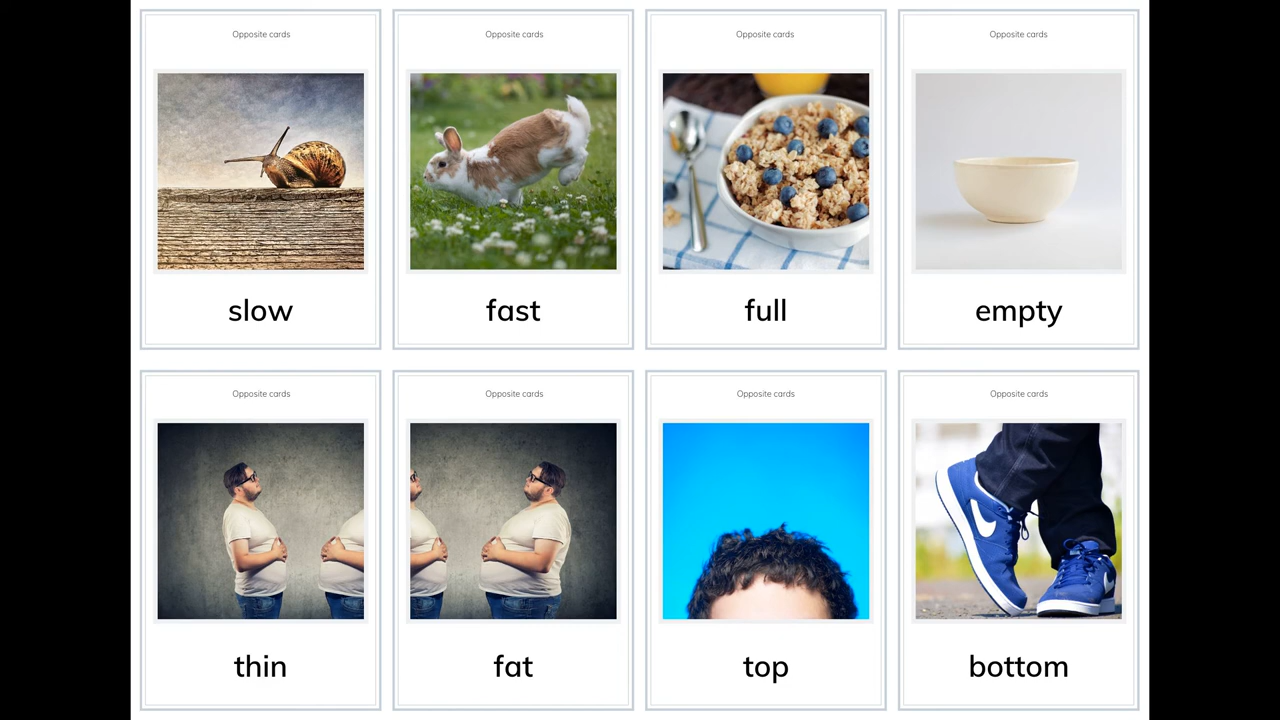 Opposite cards
Opposite cards
Opposite cards
Opposite cards
slow
fast
full
empty
Opposite cards
Opposite cards
Opposite cards
Opposite cards
thin
fat
top
bottom